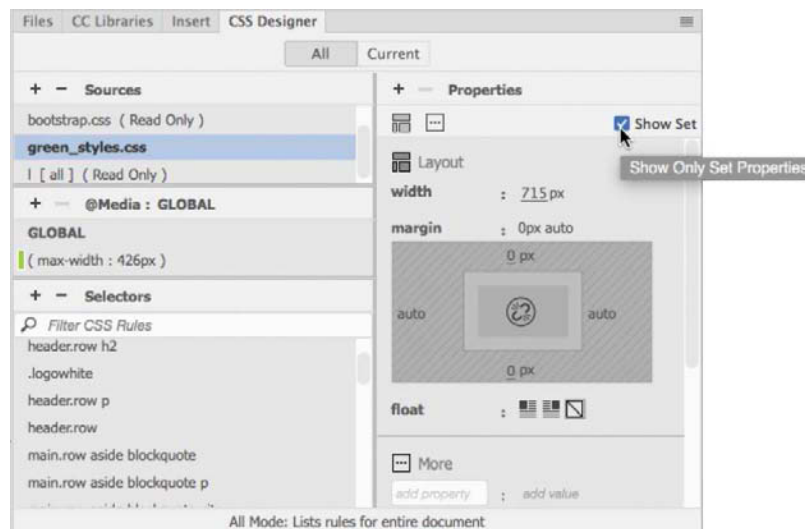 Files CC Libraries Insert CSS Designer
All Current
+ - Sources
bootstrap.css ( Read Only )
green_styles.css
[ all ] ( Read Only )
+ - @Media : GLOBAL
GLOBAL
( max-width : 426px )
+ - Selectors
Filter CSS Rules
header.row h2
.logowhite
header.row p
header.row
main.row aside blockquote
main.row aside blockquote p
+ - Properties
Show Set
Show Only Set Properties
Layout
width : 715 px
margin : 0px auto
0 px
auto auto
0 px
float :
More
add property : add value
All Mode: Lists rules for entire document